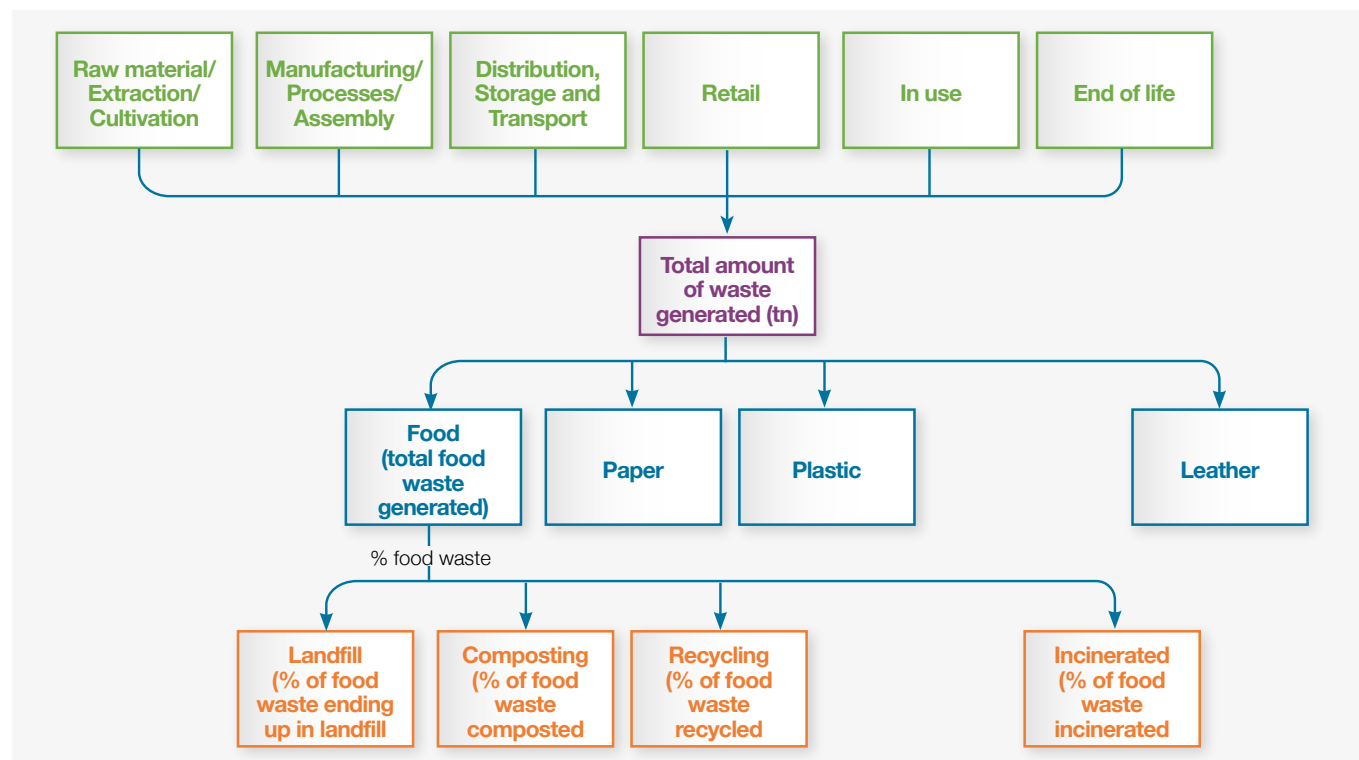 Raw material/
Extraction/
Cultivation
Manufacturing/
Processes/
Assembly
Distribution,
Storage and
Transport
Retail
In use
End of life
Total amount
of waste
generated (tn)
Food
(total food
waste
generated)
Paper
Plastic
Leather
% food waste
Landfill
(% of food
waste ending
up in landfill
Composting
(% of food
waste
composted
Recycling
(% of food
waste
recycled
Incinerated
(% of food
waste
incinerated